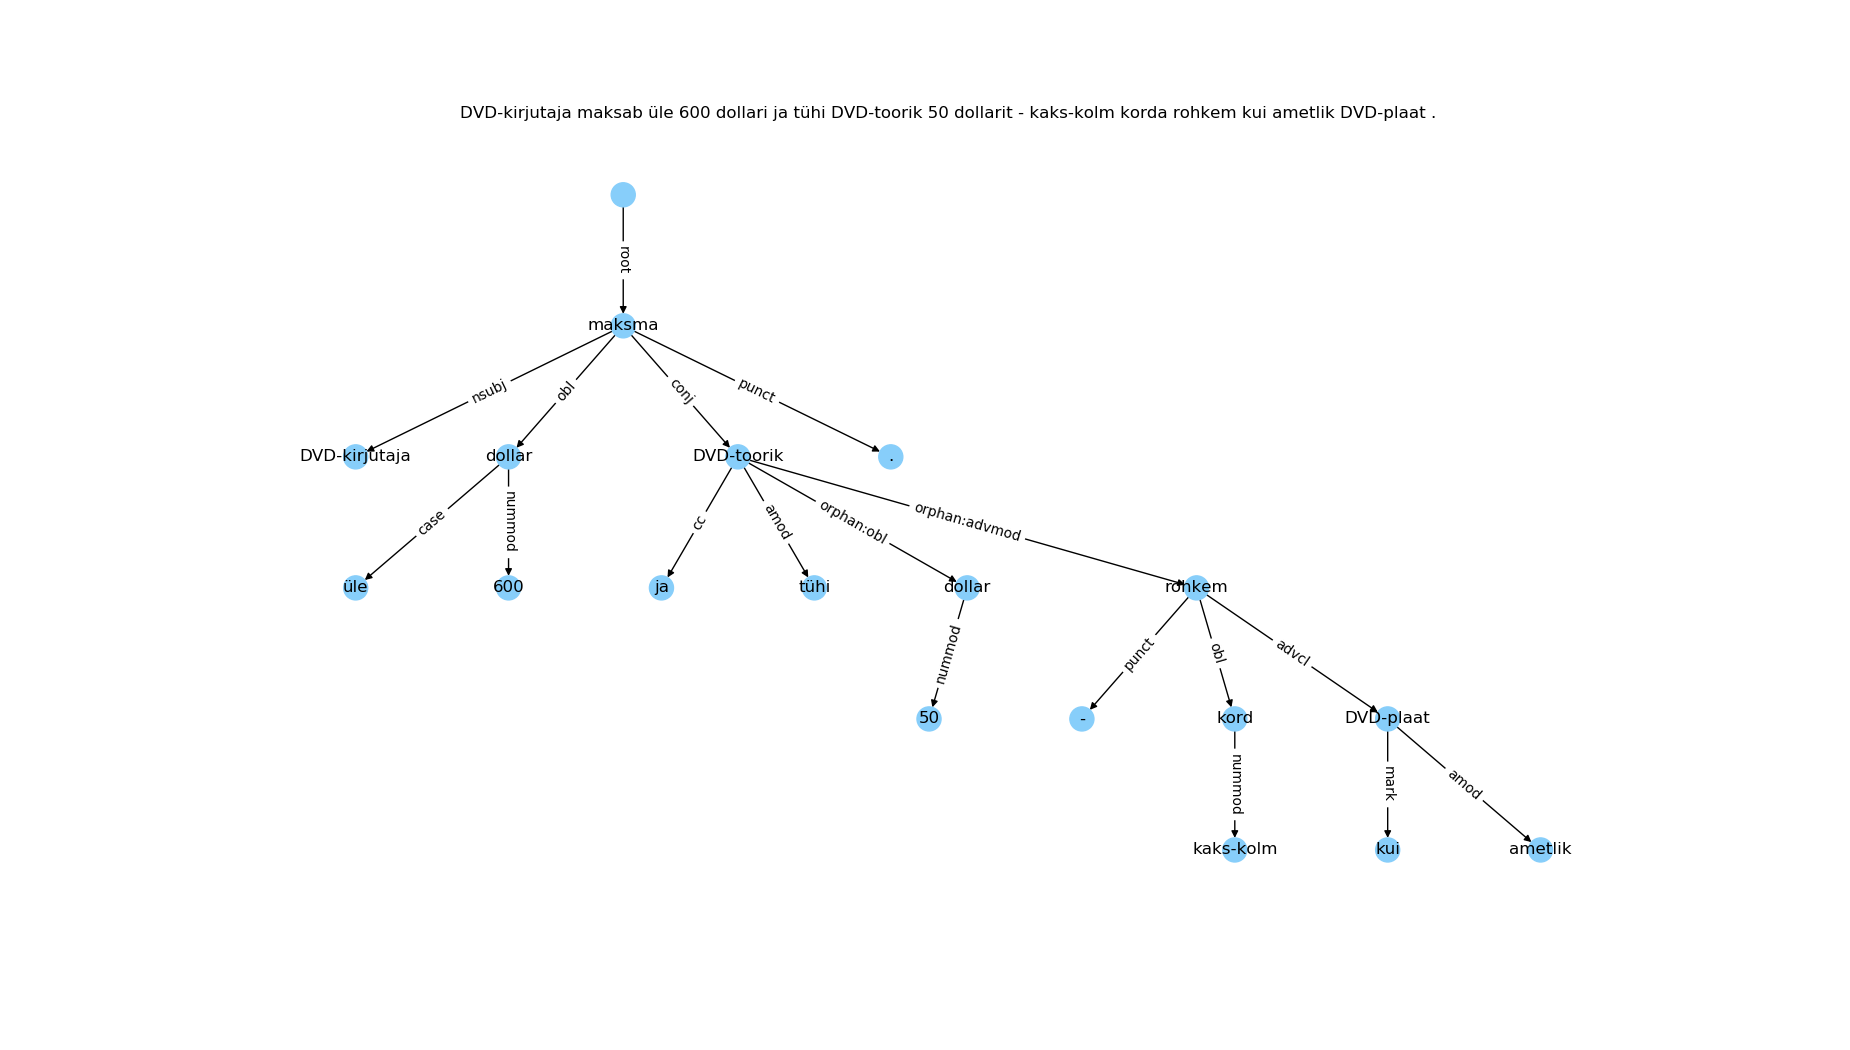 DVD-kirjutaja maksab üle 600 dollari ja tühi DVD-toorik 50 dollarit - kaks-kolm korda rohkem kui ametlik DVD-plaat .
root
maksma
nsubj
obl
conj
punct
DVD-kirjutaja
dollar
DVD-toorik
.
case
nummod
cc
amod
orphan:obl
orphan:advmod
üle
600
ja
tühi
dollar
rohkem
nummod
punct
obl
advcl
50
-
kord
DVD-plaat
nummod
mark
amod
kaks-kolm
kui
ametlik